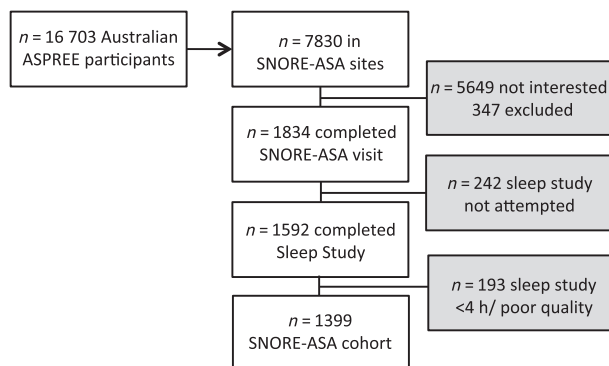 n = 16 703 Australian
ASPREE participants
n = 7830 in
SNORE-ASA sites
n = 5649 not interested
347 excluded
n = 1834 completed
SNORE-ASA visit
n = 242 sleep study
not attempted
n = 1592 completed
Sleep Study
n = 193 sleep study
<4 h/ poor quality
n = 1399
SNORE-ASA cohort